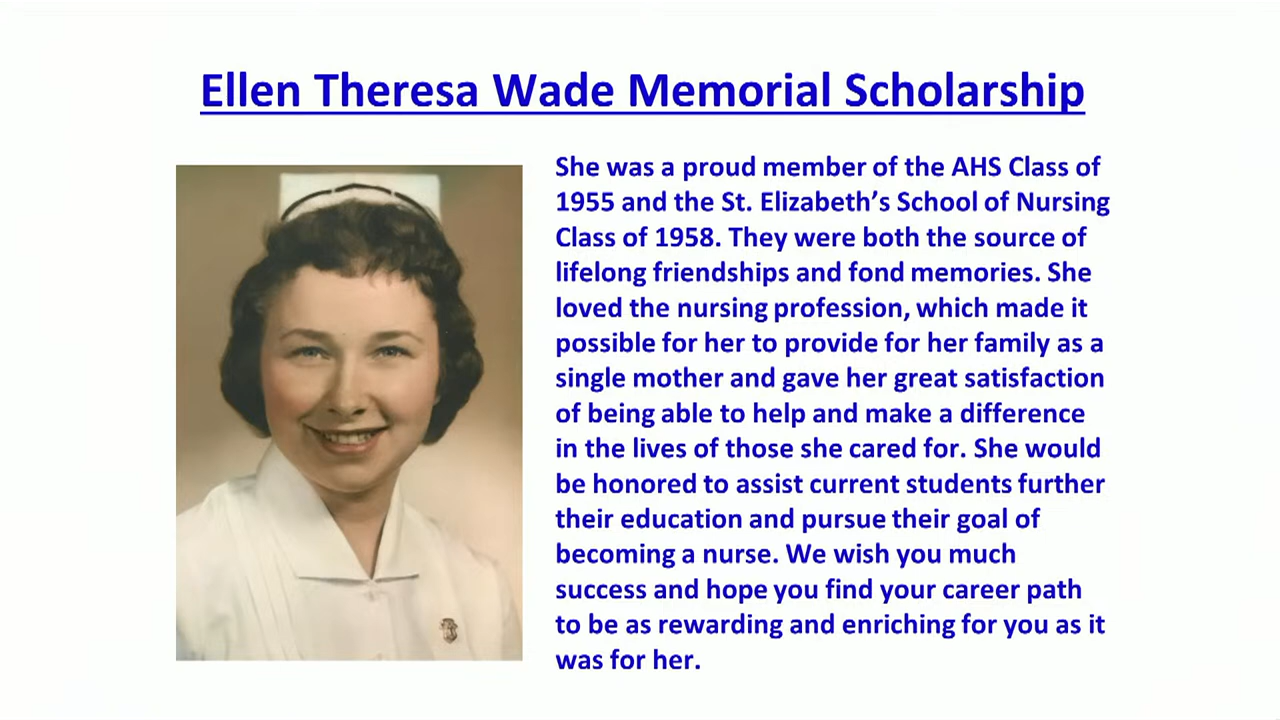 Ellen Theresa Wade Memorial Scholarship
She was a proud member of the AHS Class of
1955 and the St. Elizabeth’s School of Nursing
Class of 1958. They were both the source of
lifelong friendships and fond memories. She
loved the nursing profession, which made it
possible for her to provide for her family as a
single mother and gave her great satisfaction
of being able to help and make a difference
in the lives of those she cared for. She would
be honored to assist current students further
their education and pursue their goal of
becoming a nurse. We wish you much
success and hope you find your career path
to be as rewarding and enriching for you as it
was for her.